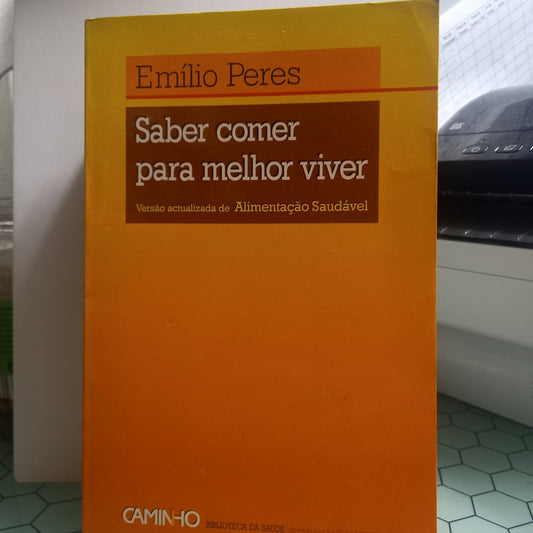 Emílio Peres
Saber comer
para melhor viver
Versão actualizada de Alimentação Saudável
CAMINHO BIBLIOTECA DA SAÚDE